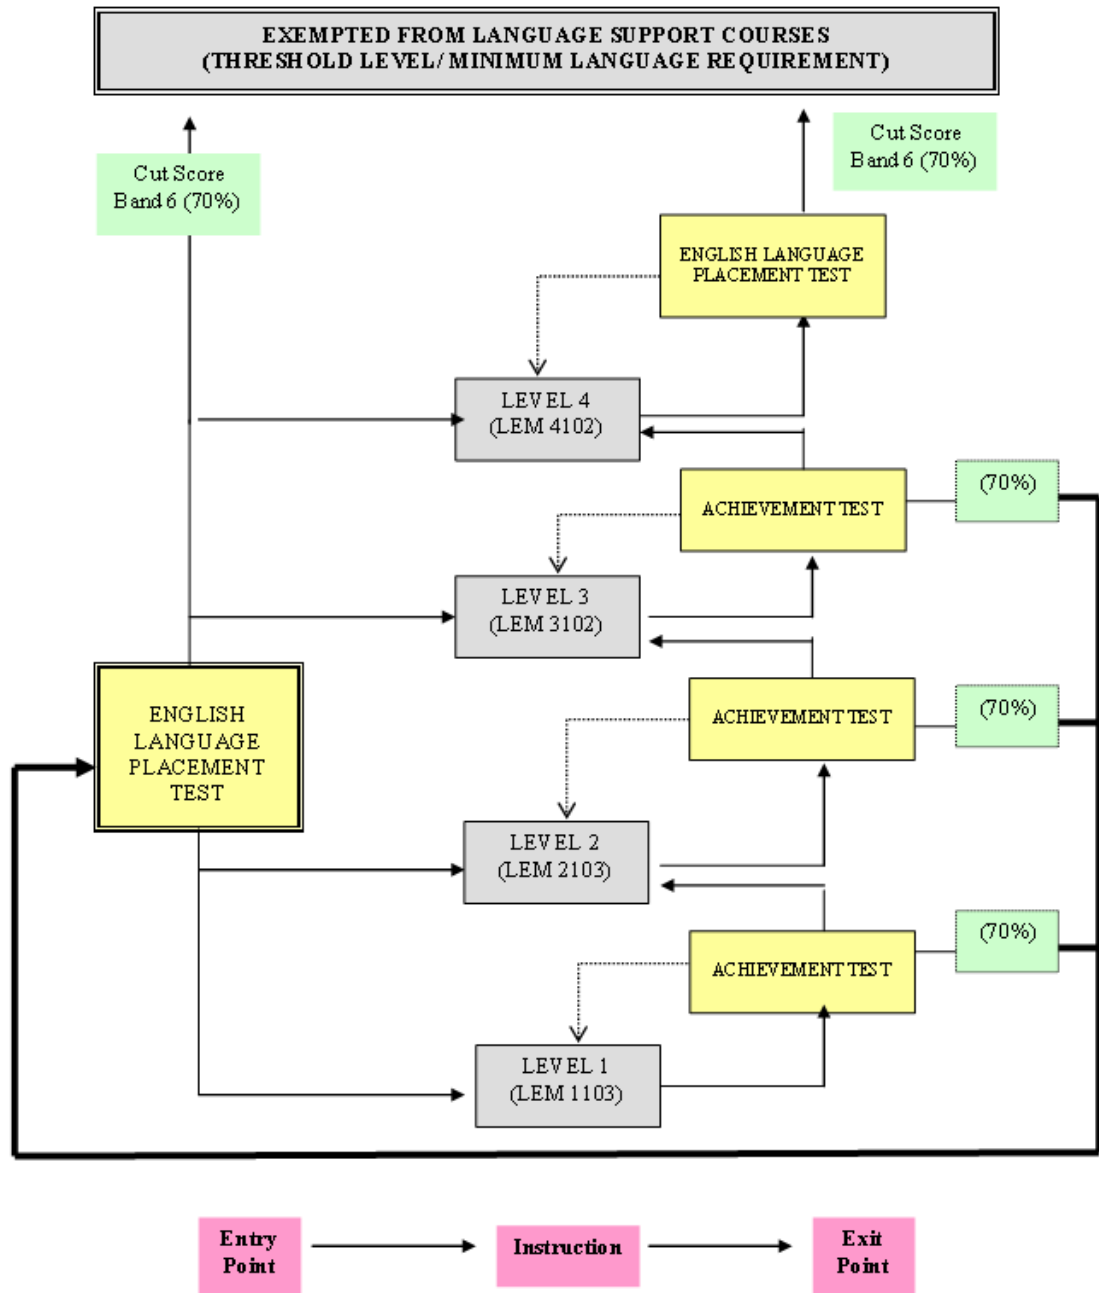 EXEMPTED FROM LANGUAGE SUPPORT COURSES
(THRESHOLD LEVEL/ MINIMUM LANGUAGE REQUIREMENT)
Cut Score
Band 6 (70%)
Cut Score
Band 6 (70%)
ENGLISH LANGUAGE
PLACEMENT TEST
LEVEL 4
(LEM 4102)
ACHIEVEMENT TEST
(70%)
LEVEL 3
(LEM 3102)
ENGLISH
LANGUAGE
PLACEMENT
TEST
ACHIEVEMENT TEST
(70%)
LEVEL 2
(LEM 2103)
ACHIEVEMENT TEST
(70%)
LEVEL 1
(LEM 1103)
Entry
Point
Instruction
Exit
Point